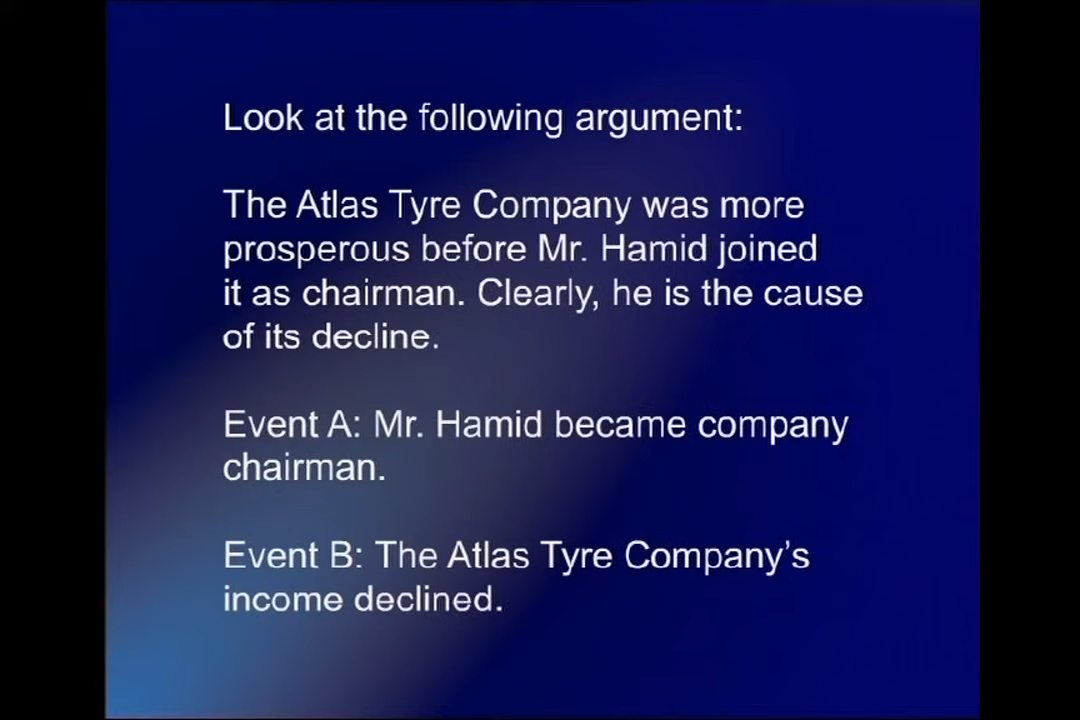 Look at the following argument:
The Atlas Tyre Company was more
prosperous before Mr. Hamid joined
it as chairman. Clearly, he is the cause
of its decline.
Event A: Mr. Hamid became company
chairman.
Event B: The Atlas Tyre Company’s
income declined.